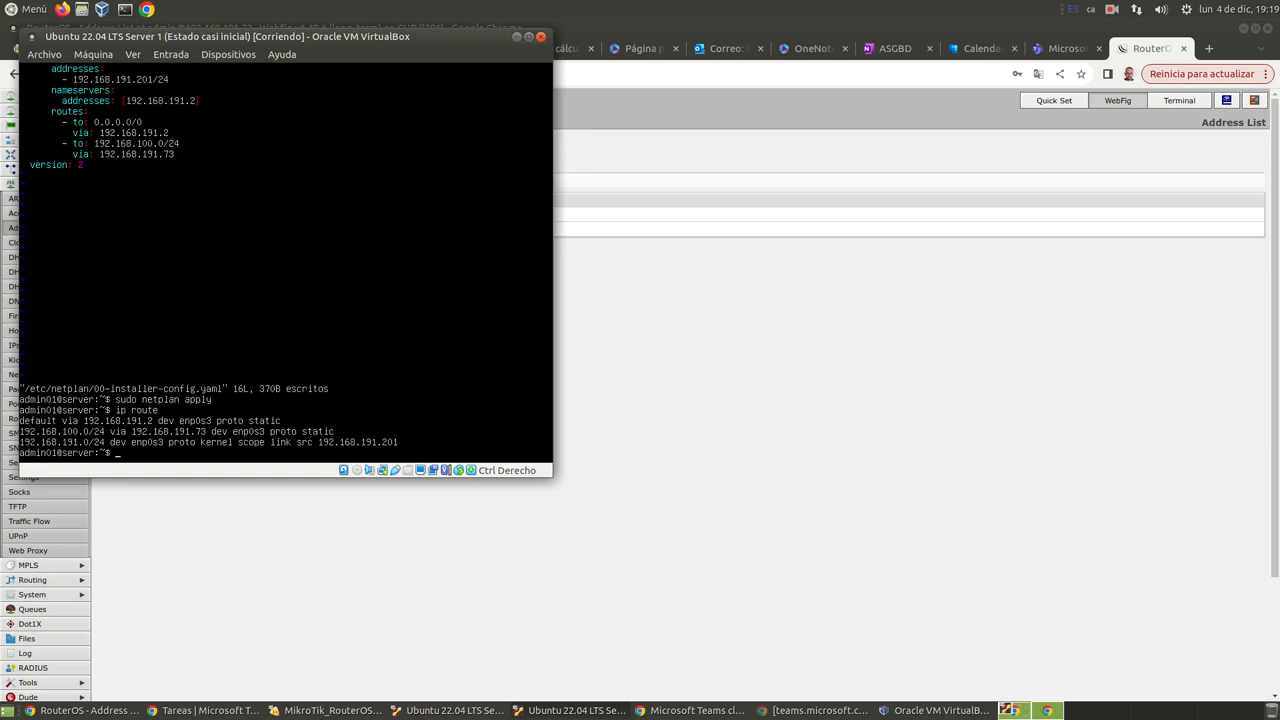 Menú
ES
ca
lun 4 de dic, 19:19
Ubuntu 22.04 LTS Server 1 (Estado casi inicial) [Corriendo] - Oracle VM VirtualBox
Archivo Máquina Ver Entrada Dispositivos Ayuda
addresses:
- 192.168.191.201/24
nameservers:
addresses: [192.168.191.2]
routes:
- to: 0.0.0.0/0
via: 192.168.191.2
- to: 192.168.100.0/24
via: 192.168.191.73
version: 2
"/etc/netplan/00-installer-config.yaml" 16L, 370B escritos
admin01@server:~$ sudo netplan apply
admin01@server:~$ ip route
default via 192.168.191.2 dev enp0s3 proto static
192.168.100.0/24 via 192.168.191.73 dev enp0s3 proto static
192.168.191.0/24 dev enp0s3 proto kernel scope link src 192.168.191.201
admin01@server:~$ _
Ctrl Derecho
cálcu
Página p
Correo:
OneNot
ASGBD
Calenda
Microso
RouterO
Reinicia para actualizar
Quick Set WebFig Terminal
Address List
Socks
TFTP
Traffic Flow
UPnP
Web Proxy
MPLS
Routing
System
Queues
Dot1X
Files
Log
RADIUS
Tools
Dude
RouterOS - Address ...
Tareas | Microsoft T...
MikroTik_RouterOS...
Ubuntu 22.04 LTS Se...
Ubuntu 22.04 LTS Se...
Microsoft Teams cl...
[teams.microsoft.c...
Oracle VM VirtualB...